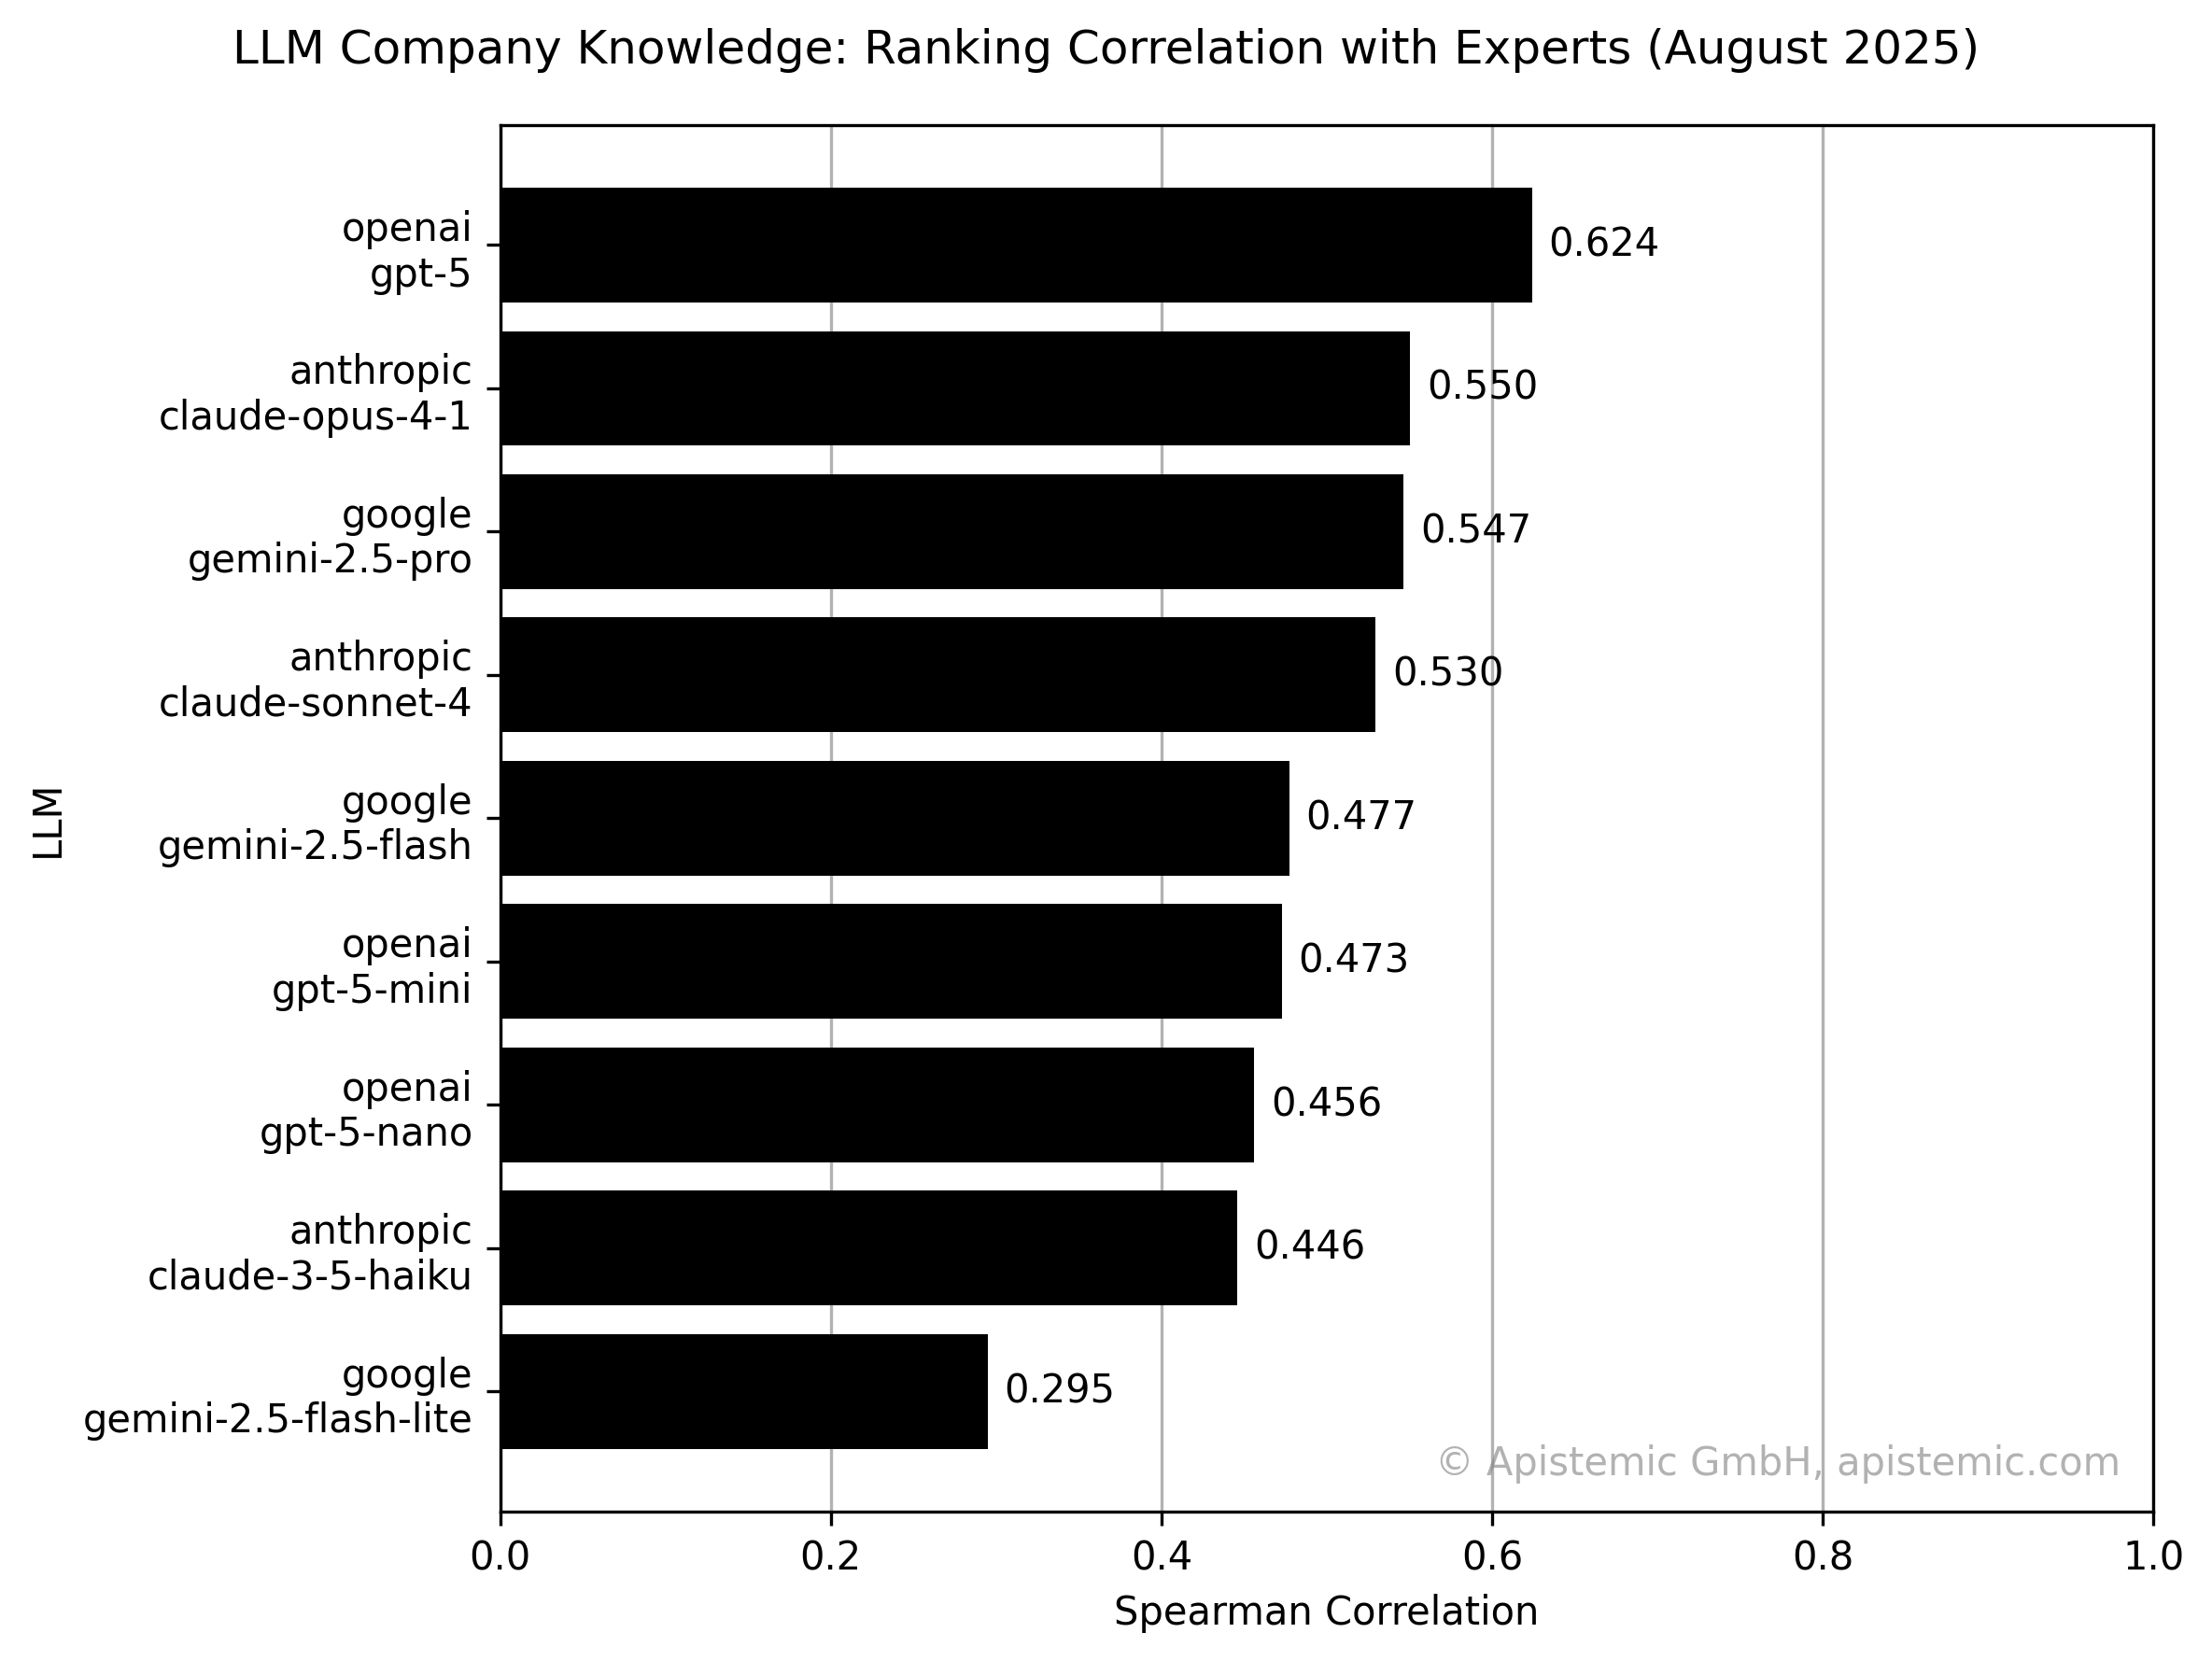 LLM Company Knowledge: Ranking Correlation with Experts (August 2025)
openai
gpt-5
0.624
anthropic
claude-opus-4-1
0.550
google
gemini-2.5-pro
0.547
anthropic
claude-sonnet-4
0.530
google
gemini-2.5-flash
0.477
LLM
openai
gpt-5-mini
0.473
openai
gpt-5-nano
0.456
anthropic
claude-3-5-haiku
0.446
google
gemini-2.5-flash-lite
0.295
© Apistemic GmbH, apistemic.com
0.0 0.2 0.4 0.6 0.8 1.0
Spearman Correlation